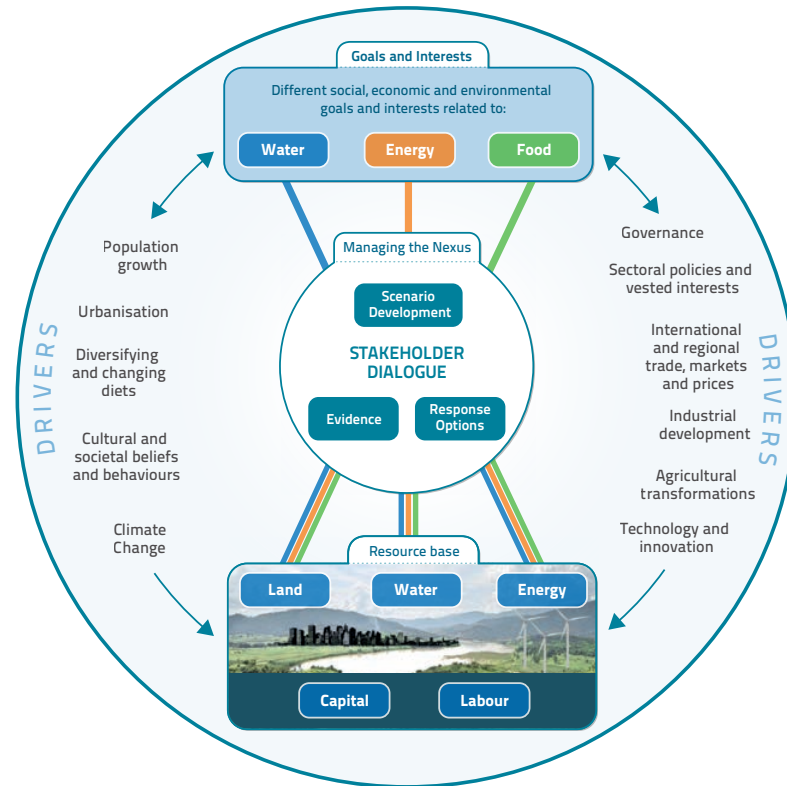 Goals and Interests
Different social, economic and environmental
goals and interests related to:
Water
Energy
Food
DRIVERS
Population
growth
Urbanisation
Diversifying
and changing
diets
Cultural and
societal beliefs
and behaviours
Climate
Change
Managing the Nexus
Scenario
Development
STAKEHOLDER
DIALOGUE
Evidence
Response
Options
Governance
Sectoral policies and
vested interests
International
and regional
trade, markets
and prices
Industrial
development
Agricultural
transformations
Technology and
innovation
DRIVERS
Resource base
Land
Water
Energy
Capital
Labour